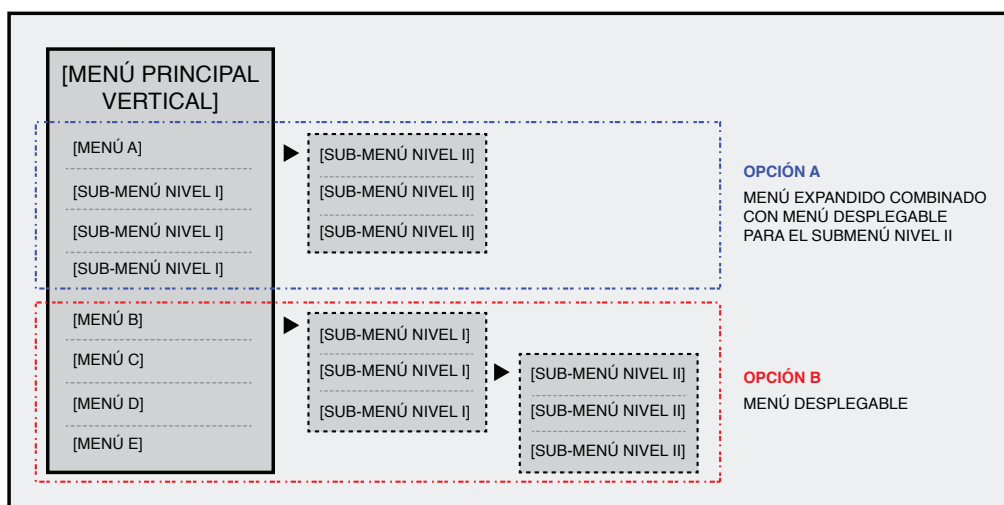 [MENÚ PRINCIPAL
VERTICAL]
[MENÚ A]
[SUB-MENÚ NIVEL I]
[SUB-MENÚ NIVEL I]
[SUB-MENÚ NIVEL I]
[SUB-MENÚ NIVEL II]
[SUB-MENÚ NIVEL II]
[SUB-MENÚ NIVEL II]
OPCIÓN A
MENÚ EXPANDIDO COMBINADO
CON MENÚ DESPLEGABLE
PARA EL SUBMENÚ NIVEL II
[MENÚ B]
[MENÚ C]
[MENÚ D]
[MENÚ E]
[SUB-MENÚ NIVEL I]
[SUB-MENÚ NIVEL I]
[SUB-MENÚ NIVEL I]
[SUB-MENÚ NIVEL II]
[SUB-MENÚ NIVEL II]
[SUB-MENÚ NIVEL II]
OPCIÓN B
MENÚ DESPLEGABLE